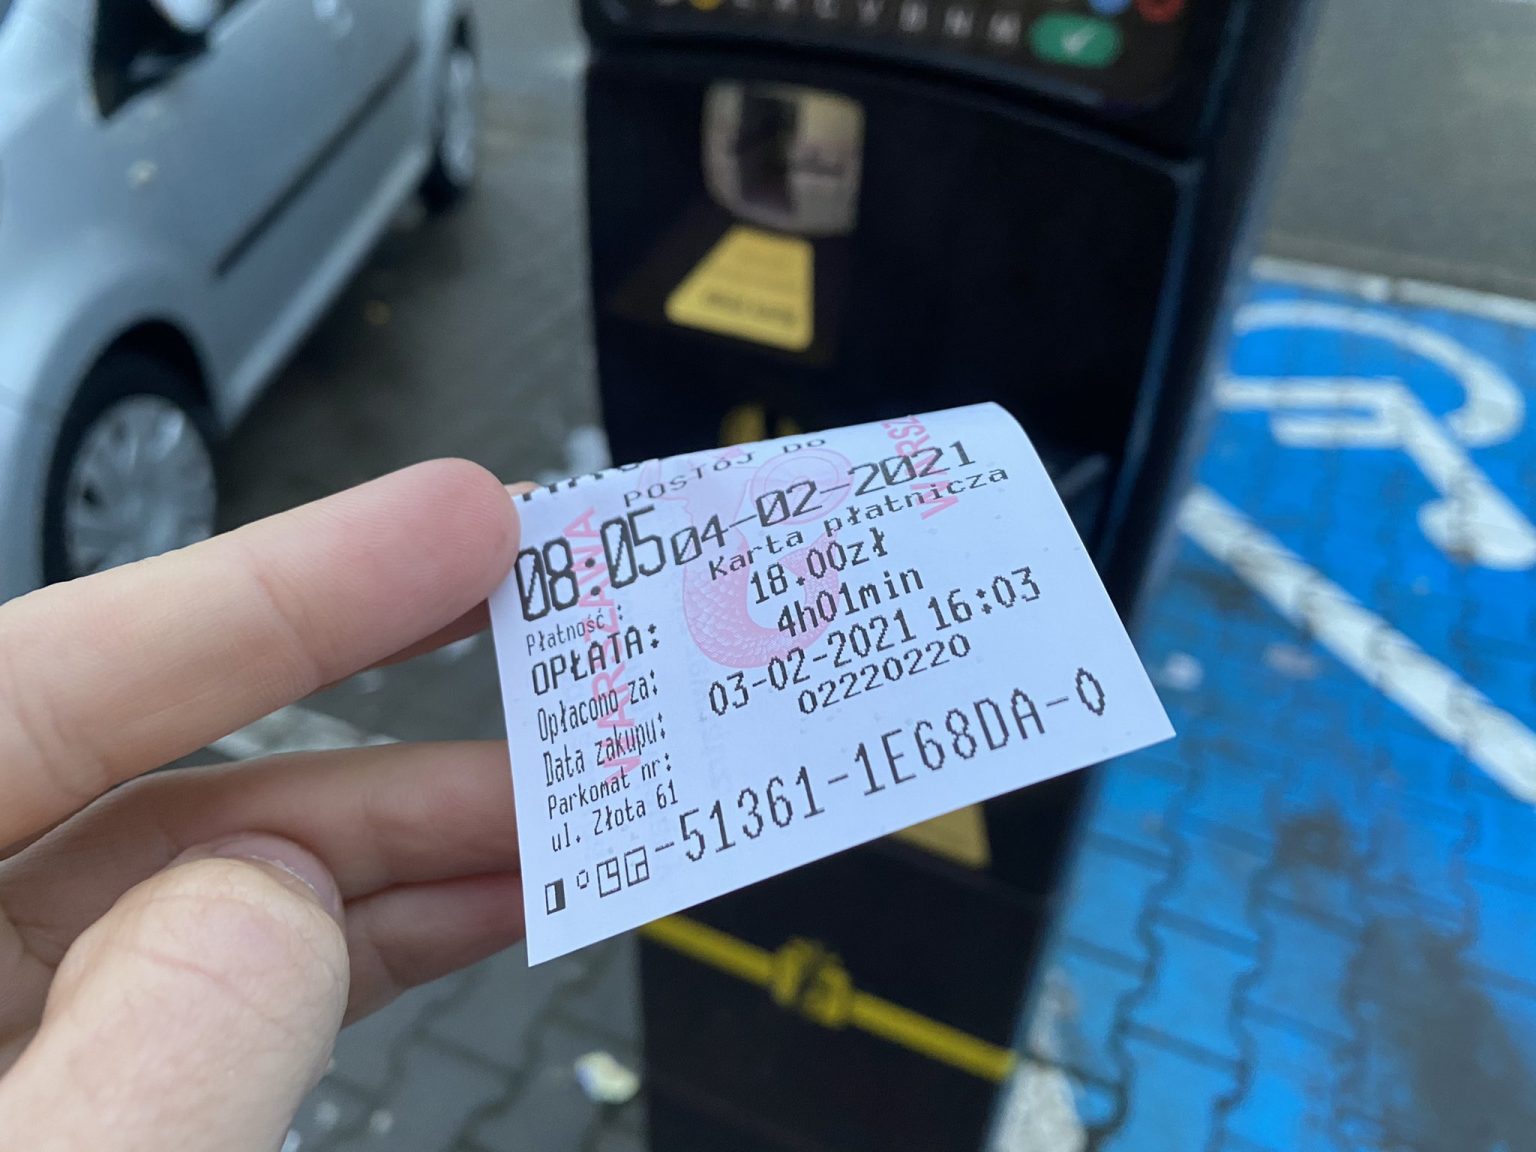 C V B N M
POSTÓJ DO
08:05 04-02-2021
Płatność : Karta płatnicza
OPŁATA: 18.00zł
Opłacono za: 4h01min
Data zakupu: 03-02-2021 16:03
Parkomat nr: 02220220
ul. Złota 61
-51361-1E68DA-0
WARSZAWA
WARSZ